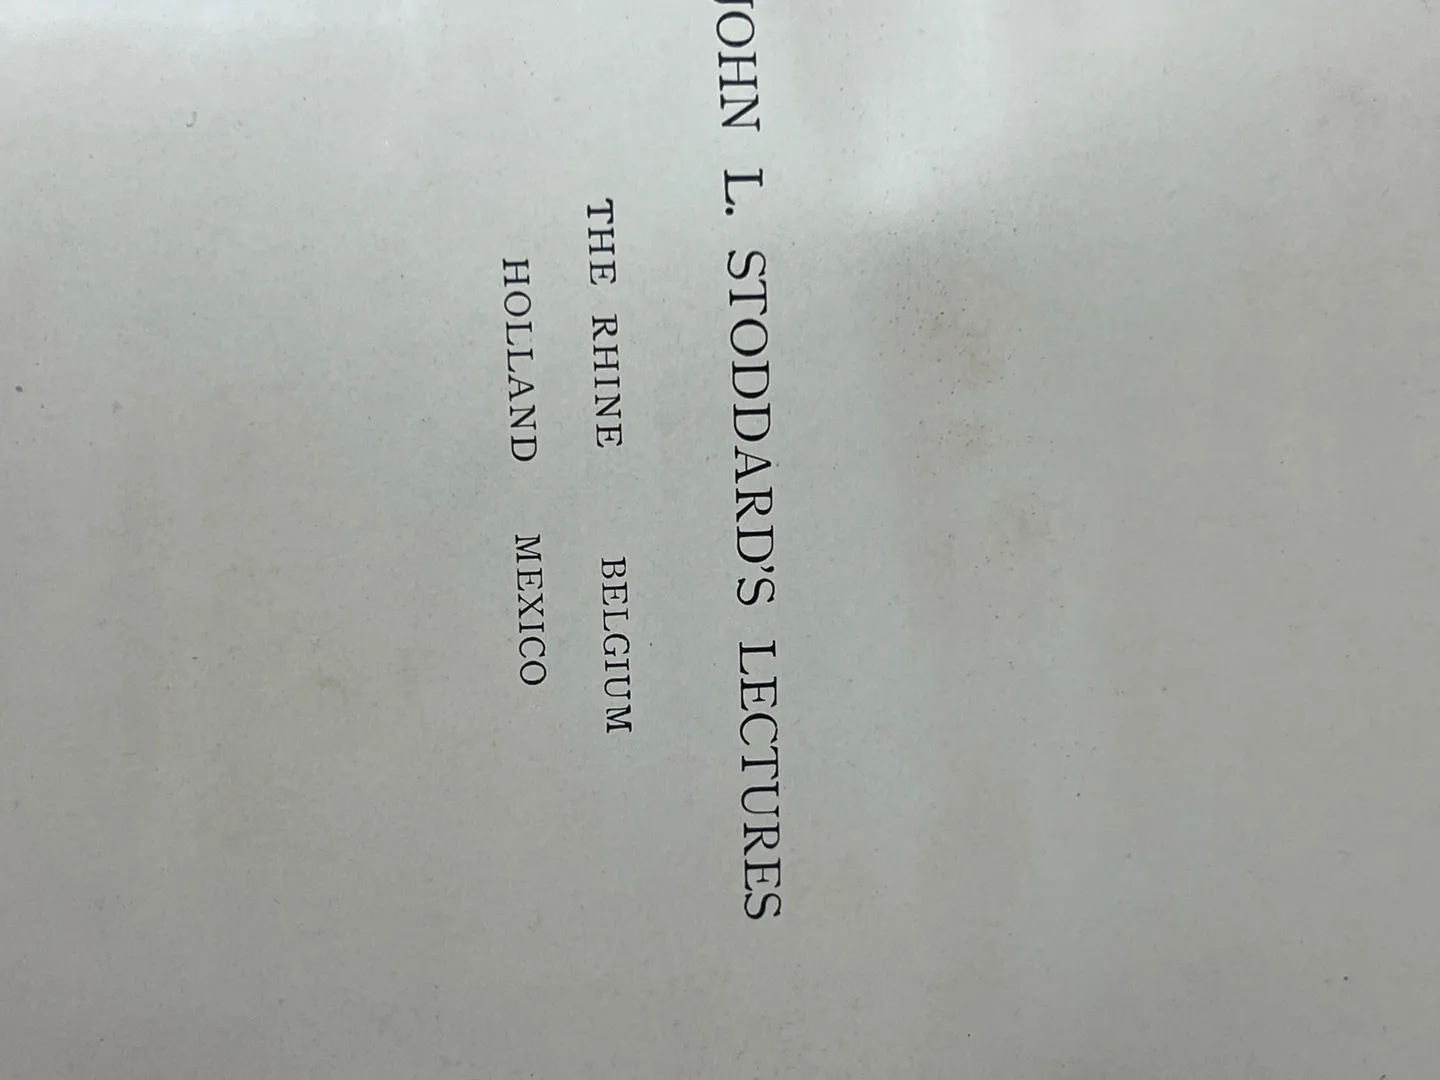 JOHN L. STODDARD'S LECTURES
THE RHINE BELGIUM
HOLLAND MEXICO